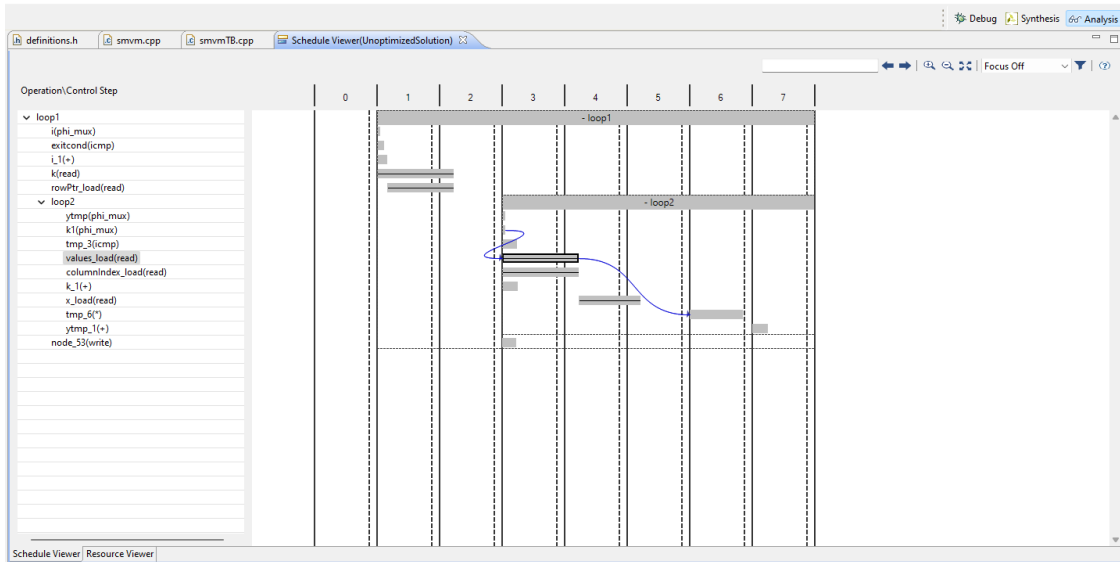 Debug Synthesis Analysis
definitions.h smvm.cpp smvmTB.cpp Schedule Viewer(UnoptimizedSolution)
Focus Off
Operation\Control Step 0 1 2 3 4 5 6 7
loop1 - loop1
i(phi_mux)
exitcond(icmp)
i_1(+)
k(read)
rowPtr_load(read)
loop2 - loop2
ytmp(phi_mux)
k1(phi_mux)
tmp_3(icmp)
values_load(read)
columnIndex_load(read)
k_1(+)
x_load(read)
tmp_6(*)
ytmp_1(+)
node_53(write)
Schedule Viewer Resource Viewer